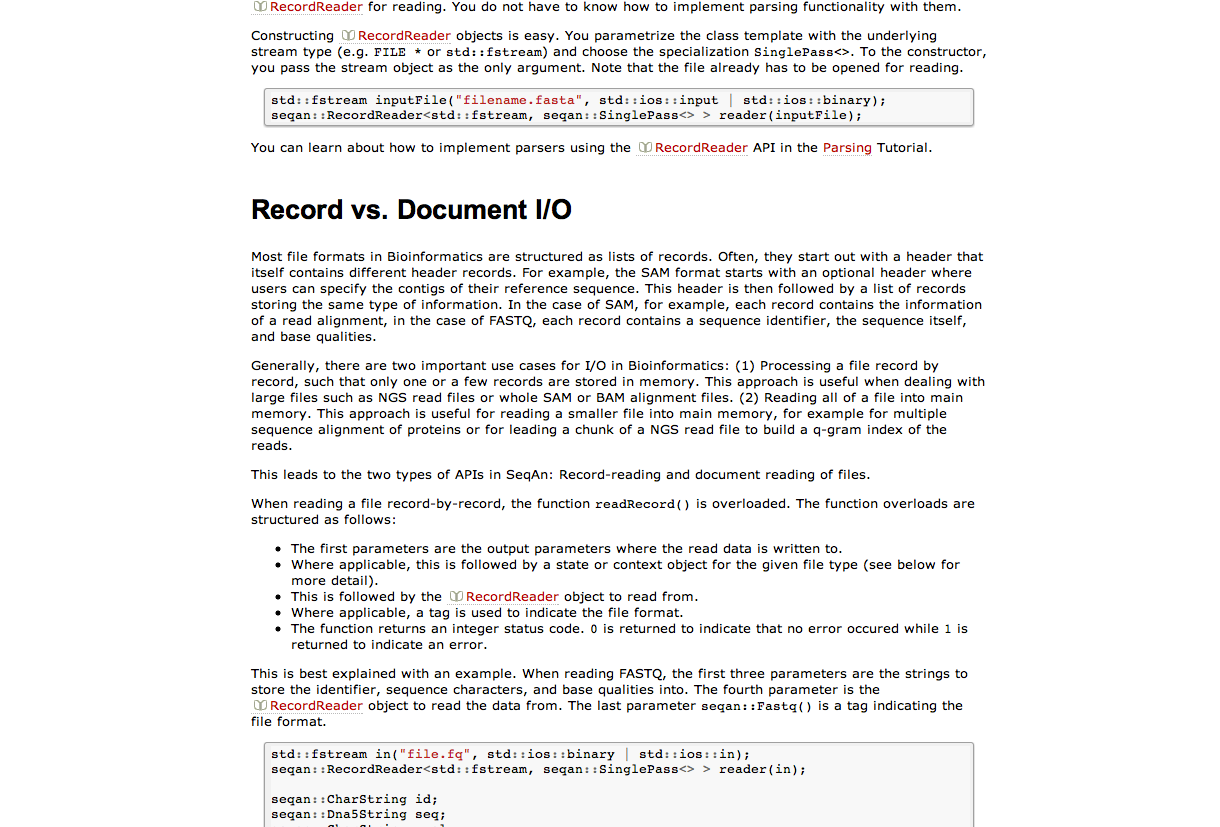 RecordReader for reading. You do not have to know how to implement parsing functionality with them.
Constructing RecordReader objects is easy. You parametrize the class template with the underlying
stream type (e.g. FILE * or std::fstream) and choose the specialization SinglePass<>. To the constructor,
you pass the stream object as the only argument. Note that the file already has to be opened for reading.
std::fstream inputFile("filename.fasta", std::ios::input | std::ios::binary);
seqan::RecordReader<std::fstream, seqan::SinglePass<> > reader(inputFile);
You can learn about how to implement parsers using the RecordReader API in the Parsing Tutorial.
Record vs. Document I/O
Most file formats in Bioinformatics are structured as lists of records. Often, they start out with a header that
itself contains different header records. For example, the SAM format starts with an optional header where
users can specify the contigs of their reference sequence. This header is then followed by a list of records
storing the same type of information. In the case of SAM, for example, each record contains the information
of a read alignment, in the case of FASTQ, each record contains a sequence identifier, the sequence itself,
and base qualities.
Generally, there are two important use cases for I/O in Bioinformatics: (1) Processing a file record by
record, such that only one or a few records are stored in memory. This approach is useful when dealing with
large files such as NGS read files or whole SAM or BAM alignment files. (2) Reading all of a file into main
memory. This approach is useful for reading a smaller file into main memory, for example for multiple
sequence alignment of proteins or for leading a chunk of a NGS read file to build a q-gram index of the
reads.
This leads to the two types of APIs in SeqAn: Record-reading and document reading of files.
When reading a file record-by-record, the function readRecord() is overloaded. The function overloads are
structured as follows:
• The first parameters are the output parameters where the read data is written to.
• Where applicable, this is followed by a state or context object for the given file type (see below for
more detail).
• This is followed by the RecordReader object to read from.
• Where applicable, a tag is used to indicate the file format.
• The function returns an integer status code. 0 is returned to indicate that no error occured while 1 is
returned to indicate an error.
This is best explained with an example. When reading FASTQ, the first three parameters are the strings to
store the identifier, sequence characters, and base qualities into. The fourth parameter is the
RecordReader object to read the data from. The last parameter seqan::Fastq() is a tag indicating the
file format.
std::fstream in("file.fq", std::ios::binary | std::ios::in);
seqan::RecordReader<std::fstream, seqan::SinglePass<> > reader(in);
seqan::CharString id;
seqan::Dna5String seq;